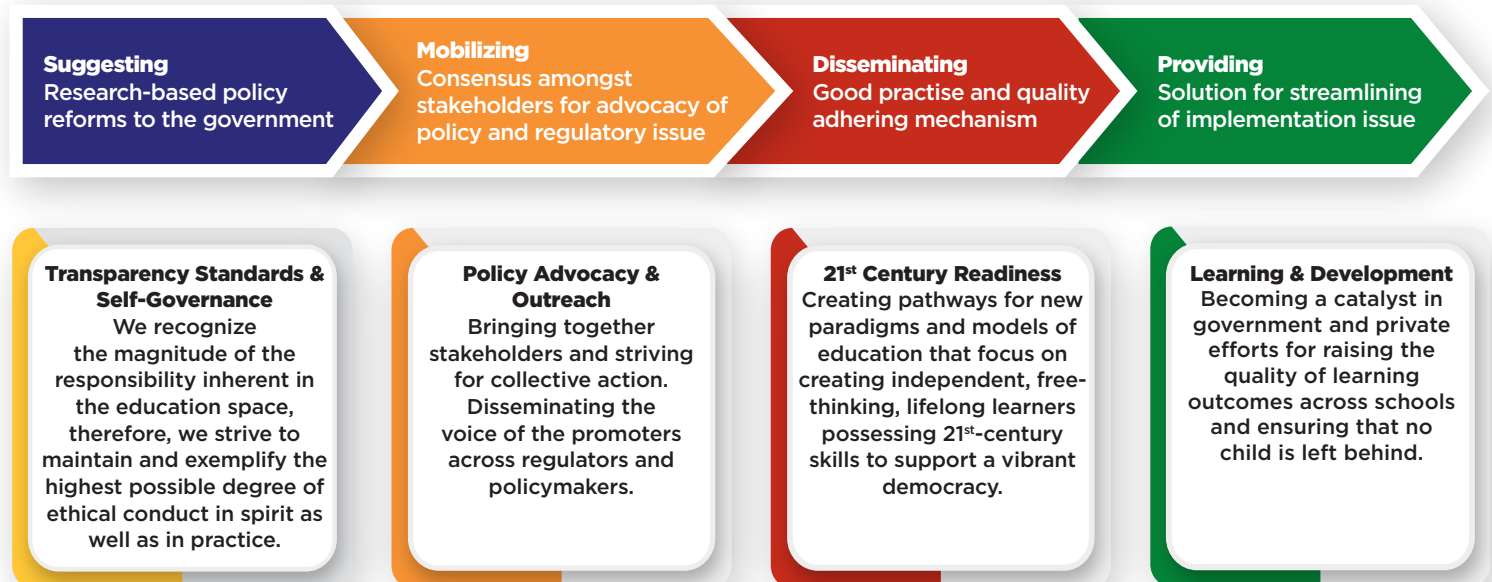 Suggesting
Research-based policy
reforms to the government
Mobilizing
Consensus amongst
stakeholders for advocacy of
policy and regulatory issue
Disseminating
Good practise and quality
adhering mechanism
Providing
Solution for streamlining
of implementation issue
Transparency Standards &
Self-Governance
We recognize
the magnitude of the
responsibility inherent in
the education space,
therefore, we strive to
maintain and exemplify the
highest possible degree of
ethical conduct in spirit as
well as in practice.
Policy Advocacy &
Outreach
Bringing together
stakeholders and striving
for collective action.
Disseminating the
voice of the promoters
across regulators and
policymakers.
21st Century Readiness
Creating pathways for new
paradigms and models of
education that focus on
creating independent, free-
thinking, lifelong learners
possessing 21st-century
skills to support a vibrant
democracy.
Learning & Development
Becoming a catalyst in
government and private
efforts for raising the
quality of learning
outcomes across schools
and ensuring that no
child is left behind.